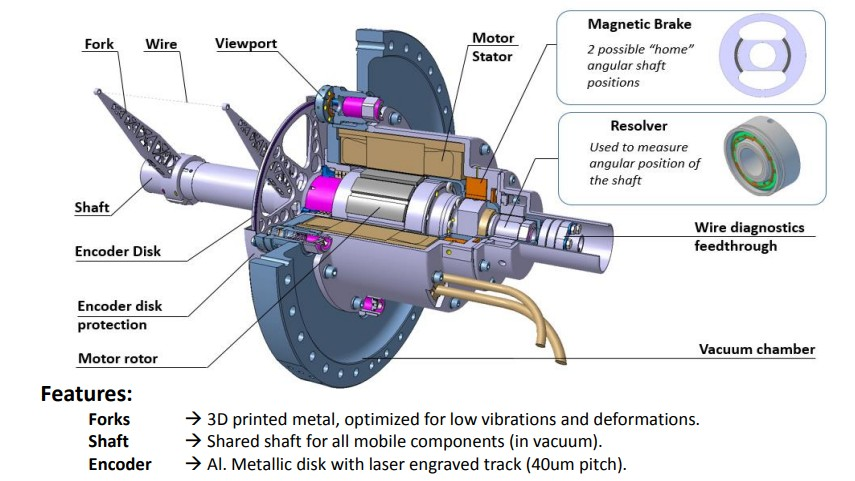 Fork
Wire
Viewport
Motor
Stator
Magnetic Brake
2 possible “home”
angular shaft
positions
Resolver
Used to measure
angular position of
the shaft
Shaft
Encoder Disk
Encoder disk
protection
Motor rotor
Wire diagnostics
feedthrough
Vacuum chamber
Features:
Forks → 3D printed metal, optimized for low vibrations and deformations.
Shaft → Shared shaft for all mobile components (in vacuum).
Encoder → Al. Metallic disk with laser engraved track (40um pitch).